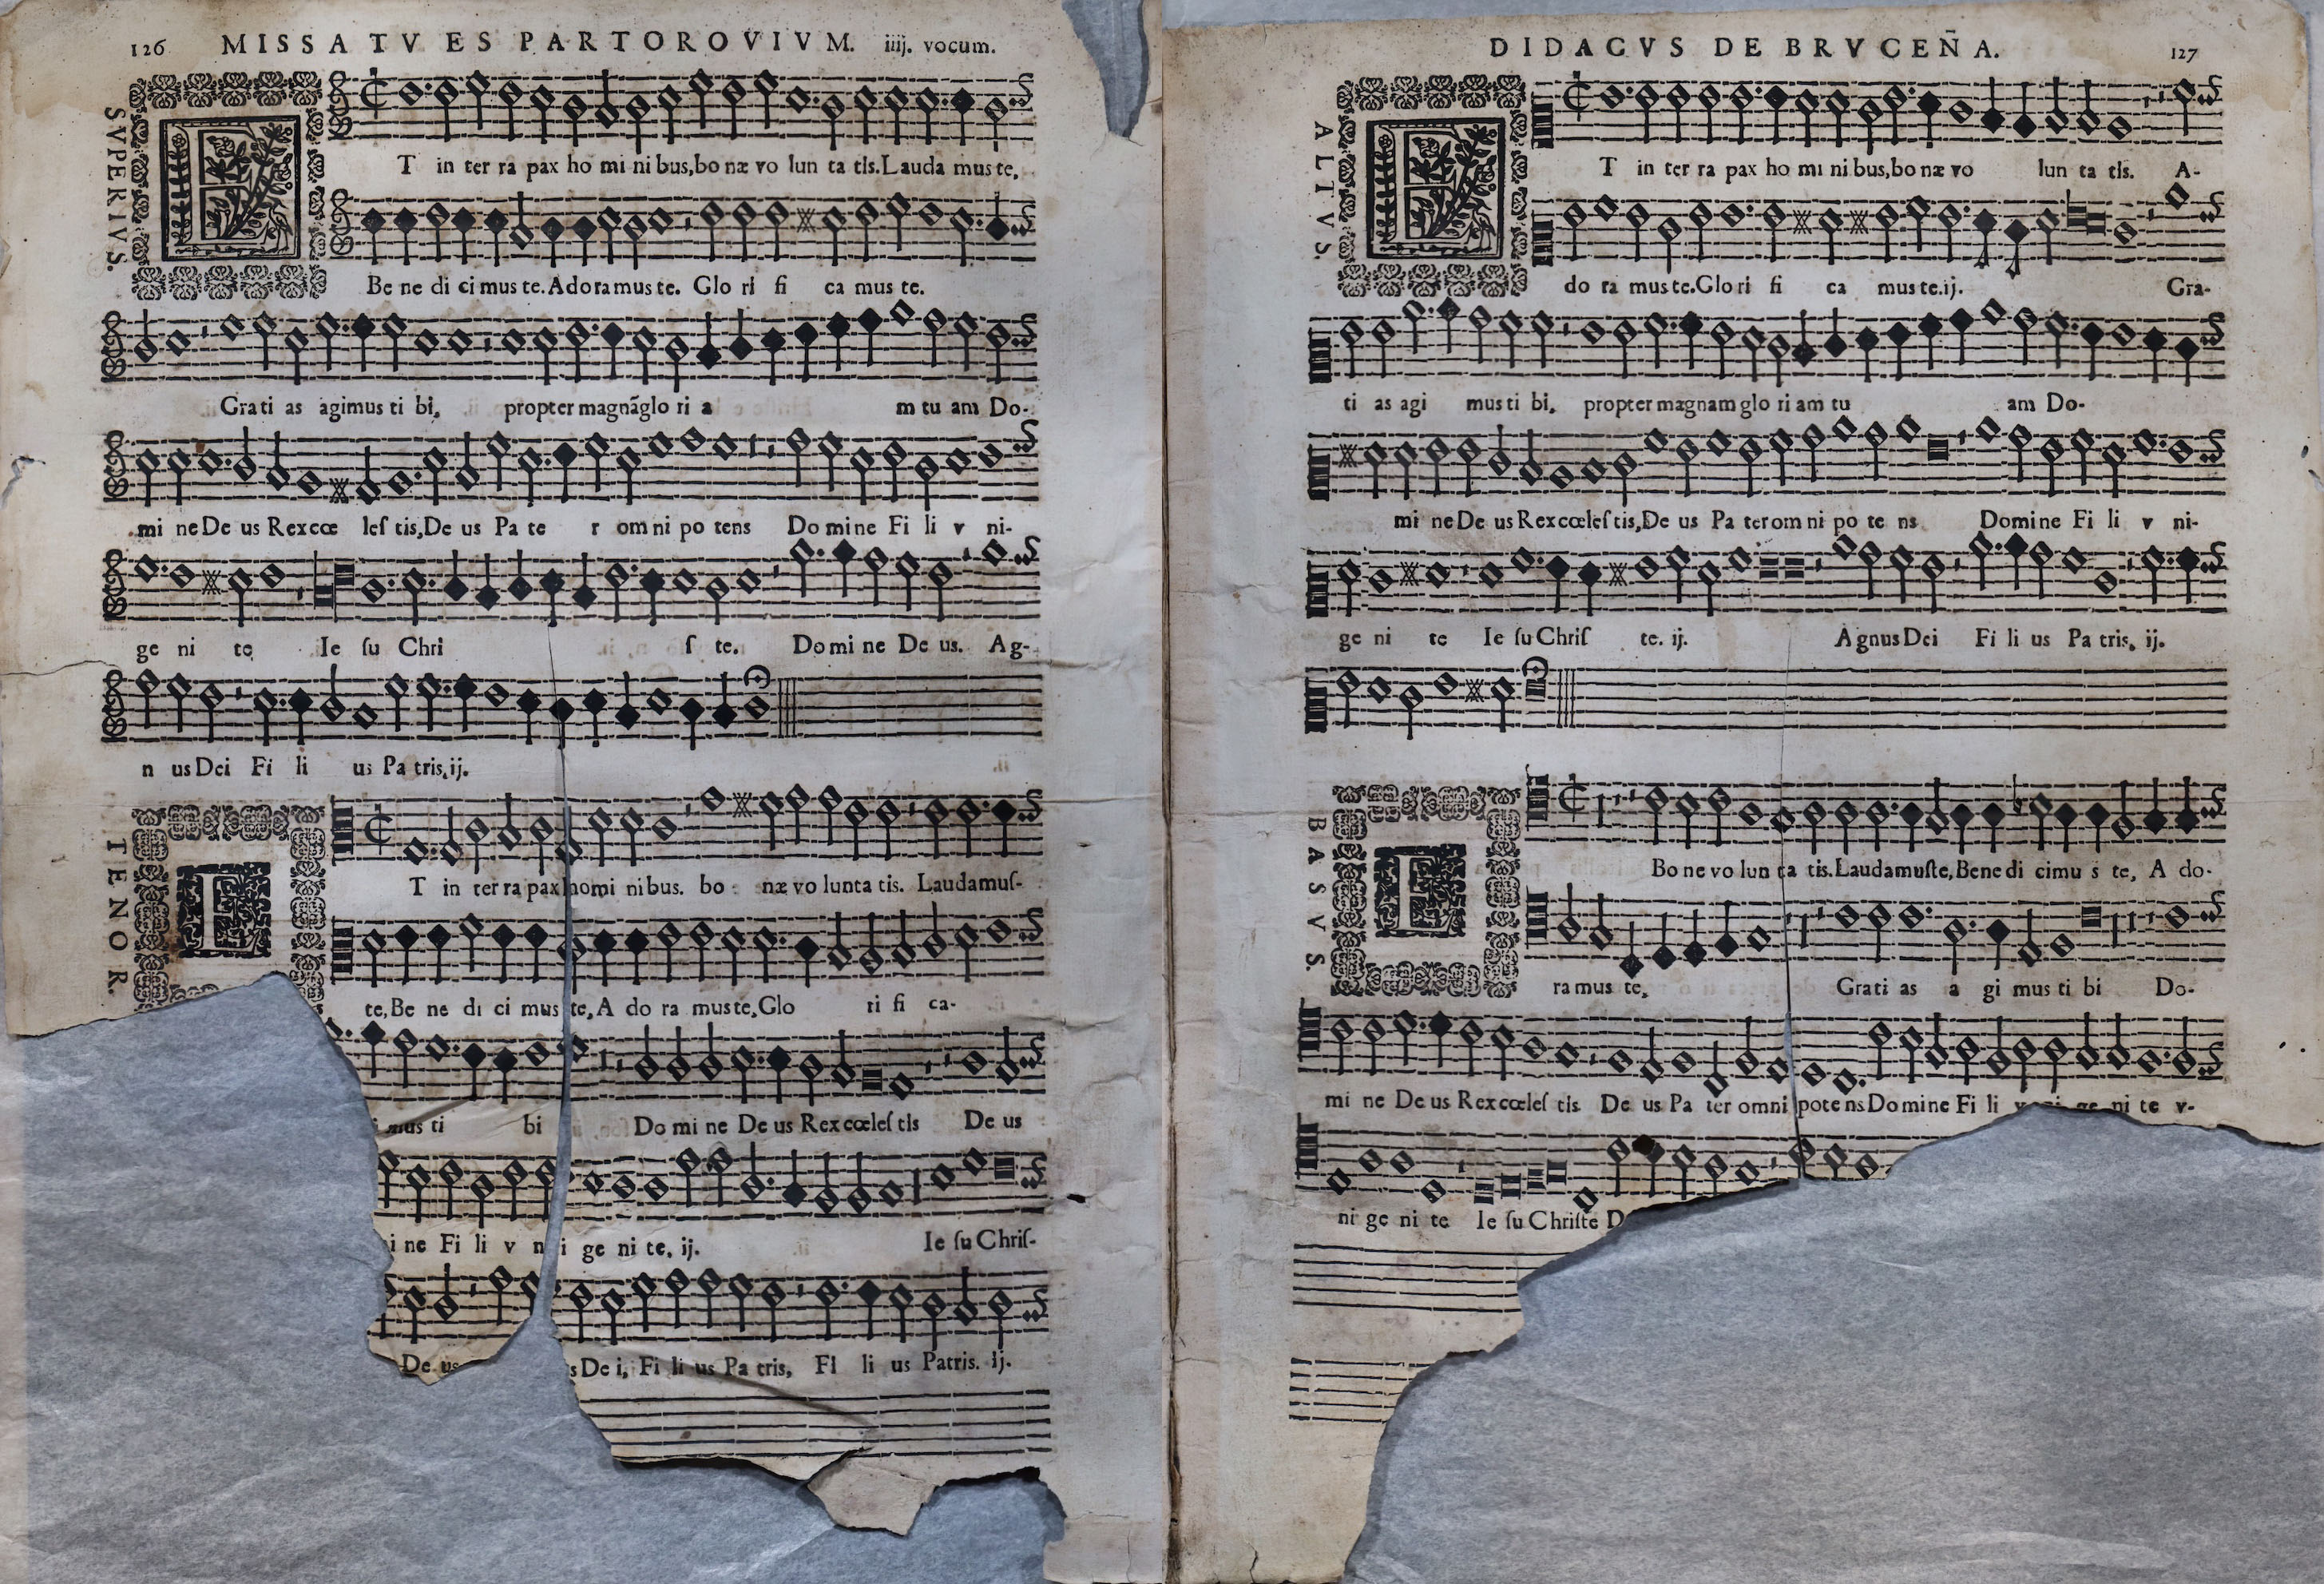 126 MISSA TV ES PARTOROVIVM. iiij. vocum.
SVPERIVS.
T in ter ra pax ho mi ni bus, bo næ vo lun ta tIs. Lauda mus te,
Be ne di ci mus te. Adoramus te. Glo ri fi ca mus te.
Grati as agimus ti bi, propter magnã glo ri a m tu am Do-
mi ne De us Rex cœ leſ tis, De us Pa te r om ni po tens Do mi ne Fi li v ni-
ge ni te Ie ſu Chri ſ te. Do mi ne De us. Ag-
n us Dei Fi li us Pa tris, ij.
TENOR.
T in ter ra pax homi ni bus. bo næ vo lunta tis. Laudamuſ-
te, Be ne di ci mus te, A do ra mus te, Glo ri fi ca-
mus ti bi Do mi ne De us Rex cœleſ tis De us
i ne Fi li v n i ge ni te, ij. Ie ſu Chriſ-
De us s De i, Fi li us Pa tris, FI li us Patris. ij.
DIDACVS DE BRVCEÑA. 127
ALTVS.
T in ter ra pax ho mi ni bus, bo næ vo lun ta tIs. A-
do ra mus te. Glo ri fi ca mus te. ij. Gra-
ti as agi mus ti bi, propter magnam glo ri am tu am Do-
mi ne De us Rex cœleſ tis, De us Pa ter om ni po te ns Domine Fi li v ni-
ge ni te Ie ſu Chriſ te. ij. Agnus Dei Fi li us Pa tris, ij.
BASVS.
Bo ne vo lun ta tis. Laudamuſte, Bene di cimu s te, A do-
ra mus te, Grati as a gi mus ti bi Do-
mi ne De us Rex cœleſ tis De us Pa ter omni potens Domine Fi li ge ni te v-
ni ge ni te Ie ſu Chriſte D